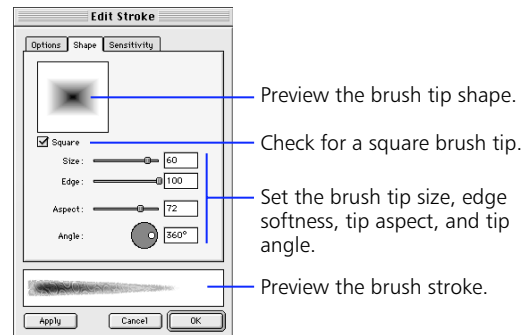 Edit Stroke
Options Shape Sensitivity
Preview the brush tip shape.
Square
Check for a square brush tip.
Size: 60
Edge: 100
Set the brush tip size, edge
softness, tip aspect, and tip
angle.
Aspect: 72
Angle: 360°
Preview the brush stroke.
Apply Cancel OK